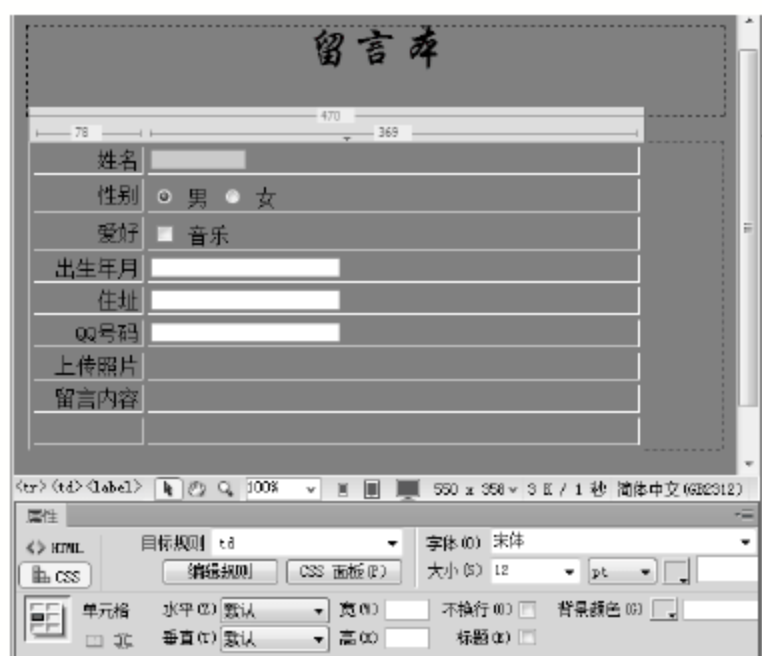 留言本
470
78 369
姓名
性别 男 女
爱好 音乐
出生年月
住址
QQ号码
上传照片
留言内容
<tr><td><label> 100% 550 x 358 3 K / 1 秒 简体中文(GB2312)
属性
<> HTML 目标规则 td 字体(O) 宋体
CSS 编辑规则 CSS 面板(P) 大小(S) 12 pt
单元格 水平(Z) 默认 宽(W) 不换行(O) 背景颜色(G)
垂直(T) 默认 高(H) 标题(E)